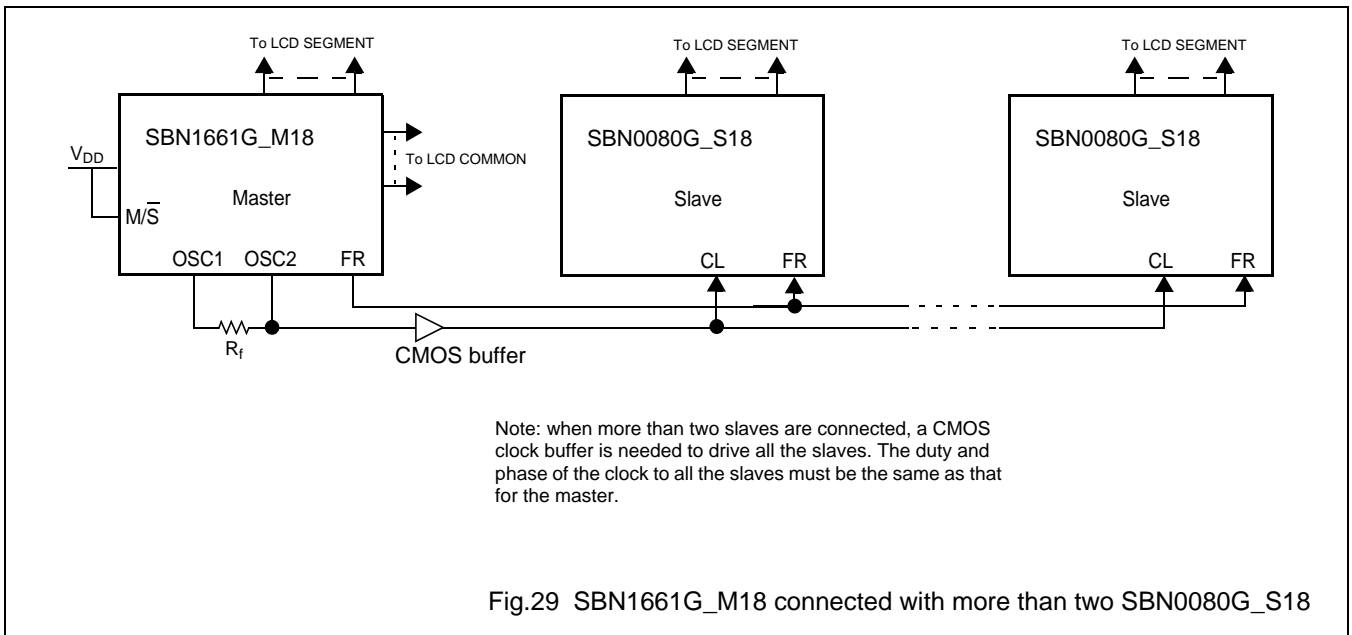 To LCD SEGMENT
To LCD SEGMENT
To LCD SEGMENT
SBN1661G_M18
SBN0080G_S18
SBN0080G_S18
VDD
To LCD COMMON
Master
Slave
Slave
M/S̅
OSC1 OSC2 FR
CL FR
CL FR
Rf
CMOS buffer
Note: when more than two slaves are connected, a CMOS
clock buffer is needed to drive all the slaves. The duty and
phase of the clock to all the slaves must be the same as that
for the master.
Fig.29 SBN1661G_M18 connected with more than two SBN0080G_S18